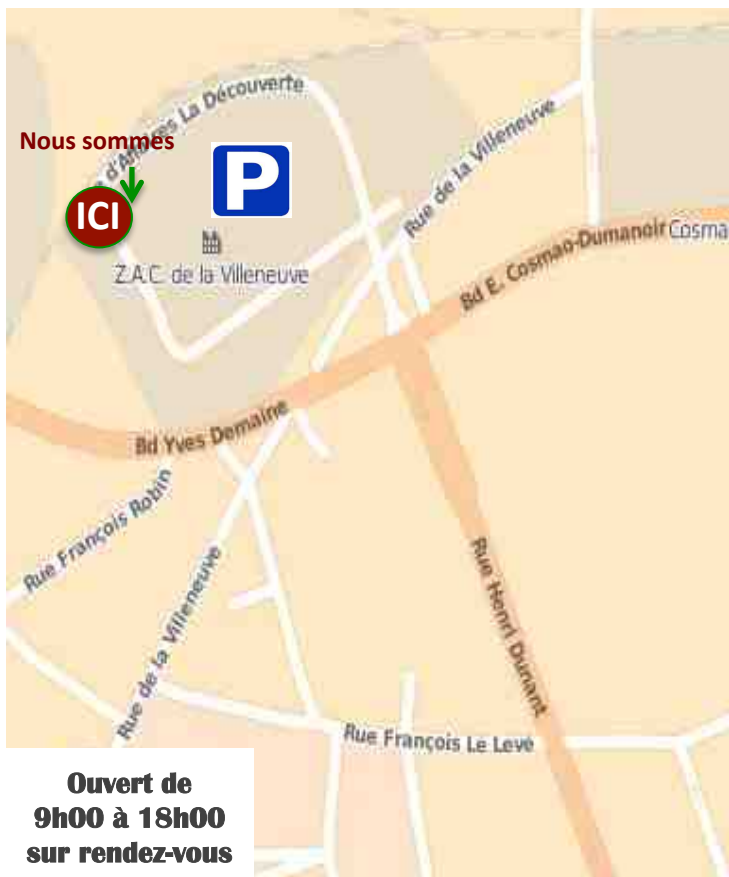 d'Affaires La Découverte
Nous sommes
ICI
P
Z.A.C. de la Villeneuve
Rue de la Villeneuve
Bd E. Cosmao-Dumanoir
Cosma
Bd Yves Demaine
Rue François Robin
Rue de la Villeneuve
Rue Henri Dunant
Rue François Le Levé
Ouvert de
9h00 à 18h00
sur rendez-vous